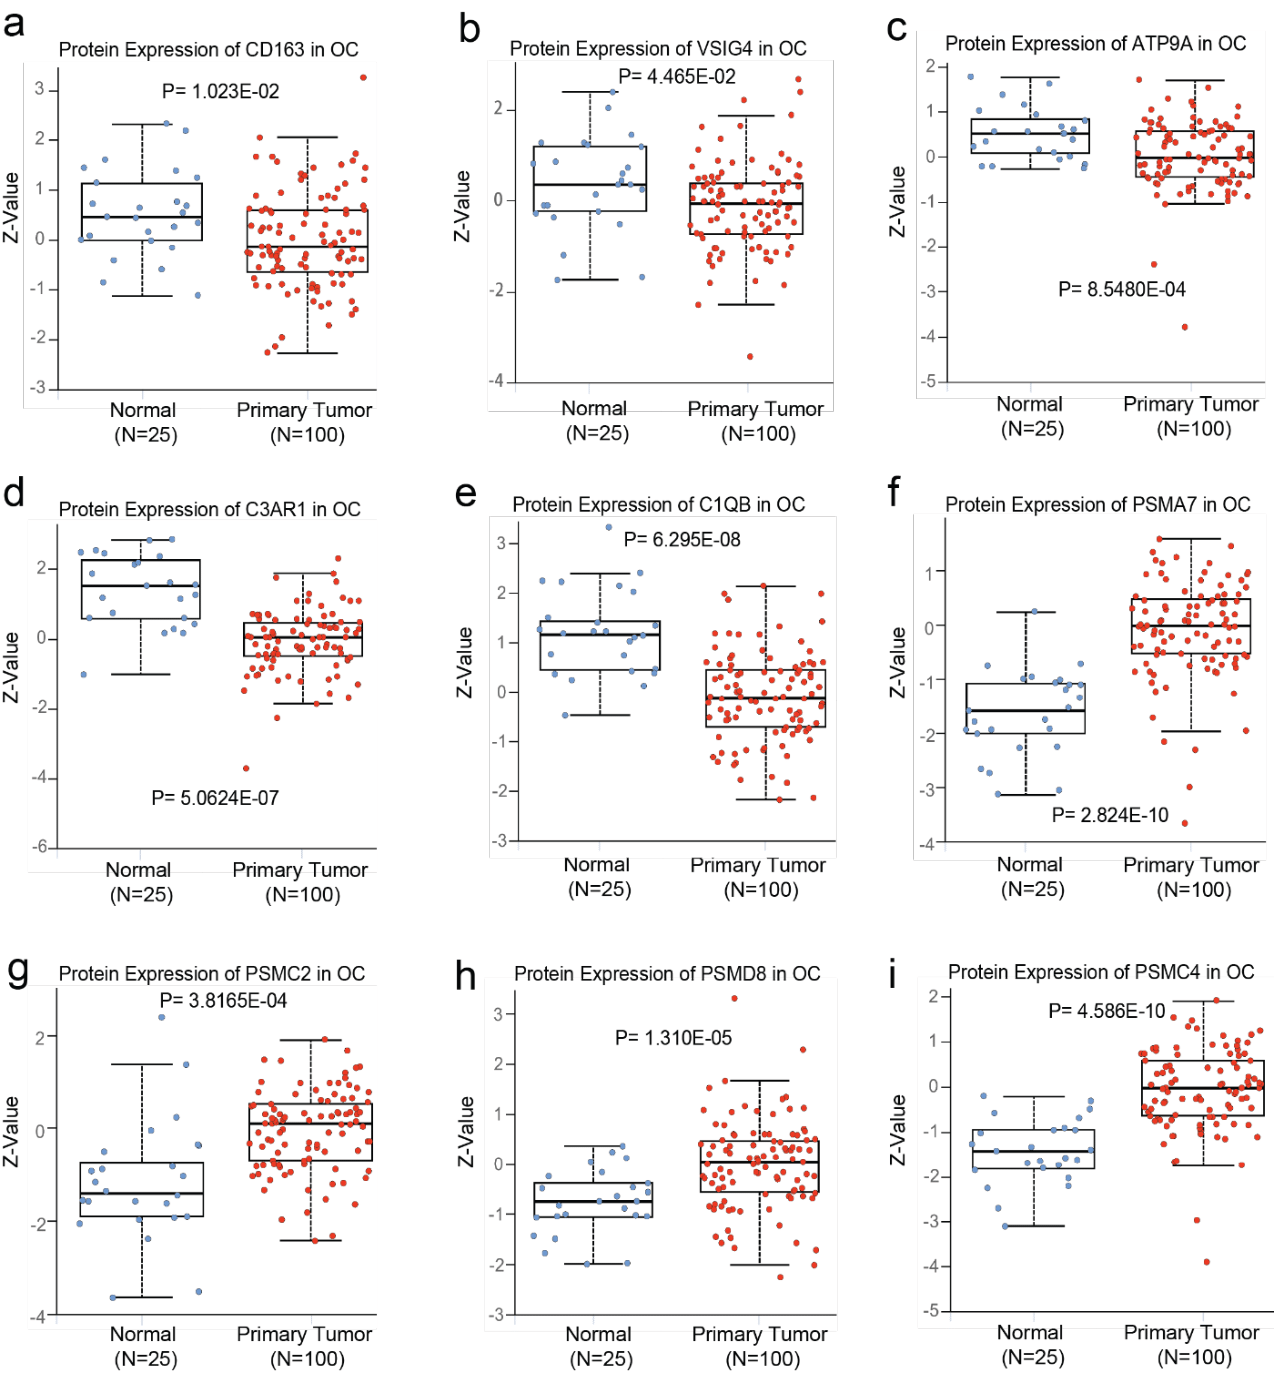 a
Protein Expression of CD163 in OC
P= 1.023E-02
Z-Value
3
2
1
0
-1
-2
-3
Normal
(N=25)
Primary Tumor
(N=100)
b
Protein Expression of VSIG4 in OC
P= 4.465E-02
Z-Value
2
0
-2
-4
Normal
(N=25)
Primary Tumor
(N=100)
c
Protein Expression of ATP9A in OC
P= 8.5480E-04
Z-Value
2
1
0
-1
-2
-3
-4
-5
Normal
(N=25)
Primary Tumor
(N=100)
d
Protein Expression of C3AR1 in OC
P= 5.0624E-07
Z-Value
2
0
-2
-4
-6
Normal
(N=25)
Primary Tumor
(N=100)
e
Protein Expression of C1QB in OC
P= 6.295E-08
Z-Value
3
2
1
0
-1
-2
-3
Normal
(N=25)
Primary Tumor
(N=100)
f
Protein Expression of PSMA7 in OC
P= 2.824E-10
Z-Value
1
0
-1
-2
-3
-4
Normal
(N=25)
Primary Tumor
(N=100)
g
Protein Expression of PSMC2 in OC
P= 3.8165E-04
Z-Value
2
0
-2
-4
Normal
(N=25)
Primary Tumor
(N=100)
h
Protein Expression of PSMD8 in OC
P= 1.310E-05
Z-Value
3
2
1
0
-1
-2
-3
Normal
(N=25)
Primary Tumor
(N=100)
i
Protein Expression of PSMC4 in OC
P= 4.586E-10
Z-Value
2
1
0
-1
-2
-3
-4
-5
Normal
(N=25)
Primary Tumor
(N=100)